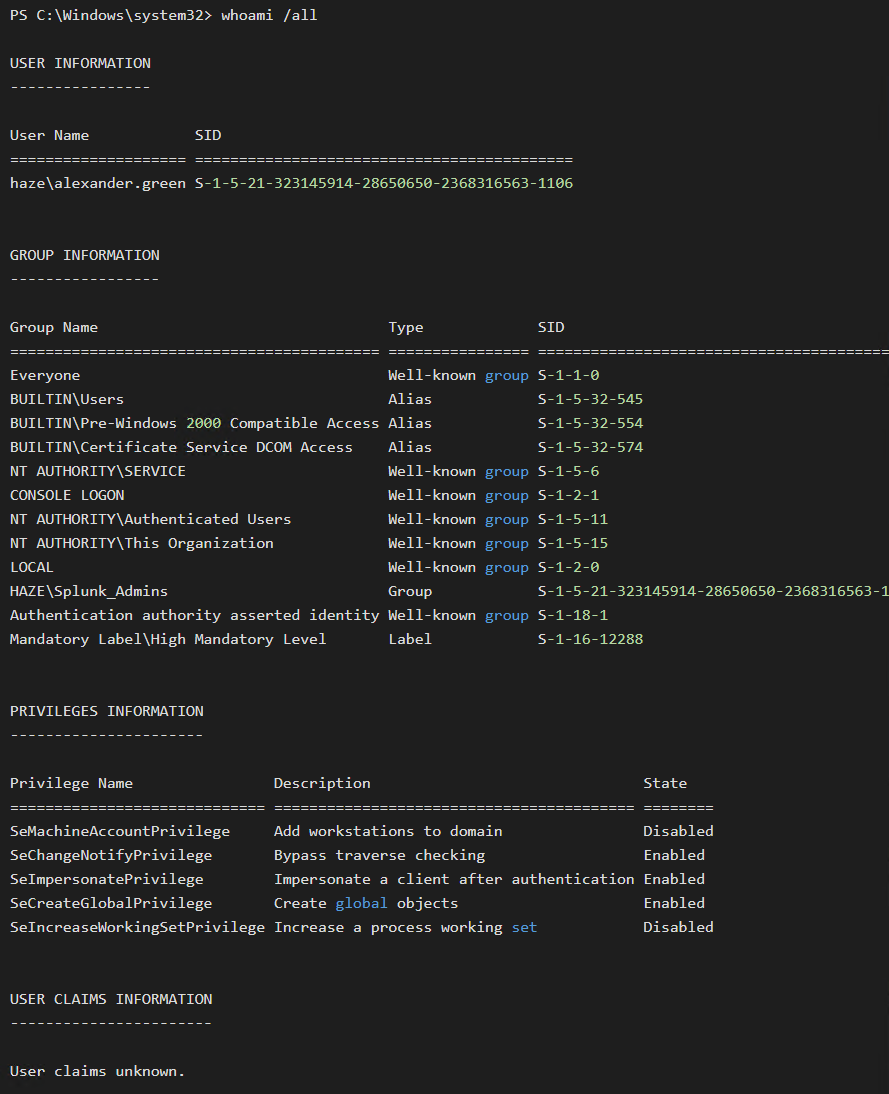 PS C:\Windows\system32> whoami /all
USER INFORMATION
----------------
User Name            SID
==================== ===========================================
haze\alexander.green S-1-5-21-323145914-28650650-2368316563-1106
GROUP INFORMATION
-----------------
Group Name                                 Type             SID
========================================== ================ ========================================
Everyone                                   Well-known group S-1-1-0
BUILTIN\Users                              Alias            S-1-5-32-545
BUILTIN\Pre-Windows 2000 Compatible Access Alias            S-1-5-32-554
BUILTIN\Certificate Service DCOM Access    Alias            S-1-5-32-574
NT AUTHORITY\SERVICE                       Well-known group S-1-5-6
CONSOLE LOGON                              Well-known group S-1-2-1
NT AUTHORITY\Authenticated Users           Well-known group S-1-5-11
NT AUTHORITY\This Organization             Well-known group S-1-5-15
LOCAL                                      Well-known group S-1-2-0
HAZE\Splunk_Admins                         Group            S-1-5-21-323145914-28650650-2368316563-1
Authentication authority asserted identity Well-known group S-1-18-1
Mandatory Label\High Mandatory Level       Label            S-1-16-12288
PRIVILEGES INFORMATION
----------------------
Privilege Name                Description                               State
============================= ========================================= ========
SeMachineAccountPrivilege     Add workstations to domain                Disabled
SeChangeNotifyPrivilege       Bypass traverse checking                  Enabled
SeImpersonatePrivilege        Impersonate a client after authentication Enabled
SeCreateGlobalPrivilege       Create global objects                     Enabled
SeIncreaseWorkingSetPrivilege Increase a process working set            Disabled
USER CLAIMS INFORMATION
-----------------------
User claims unknown.